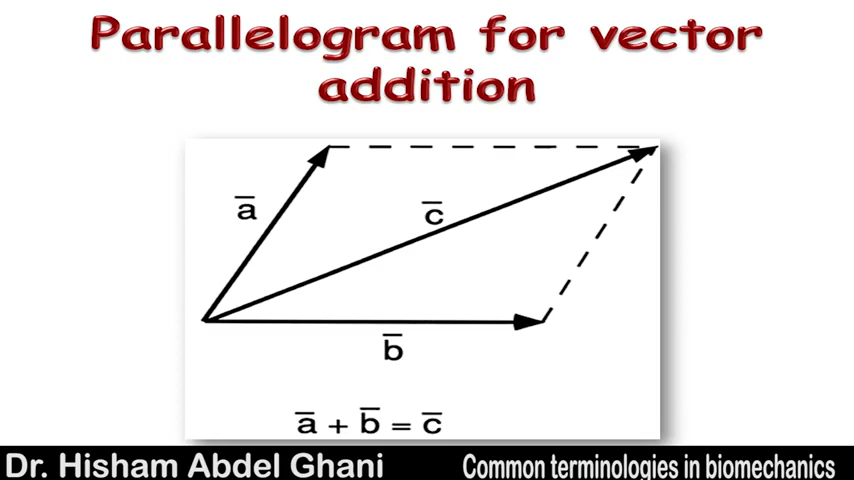 Parallelogram for vector
addition
a̅
c̅
b̅
a̅ + b̅ = c̅
Dr. Hisham Abdel Ghani
Common terminologies in biomechanics